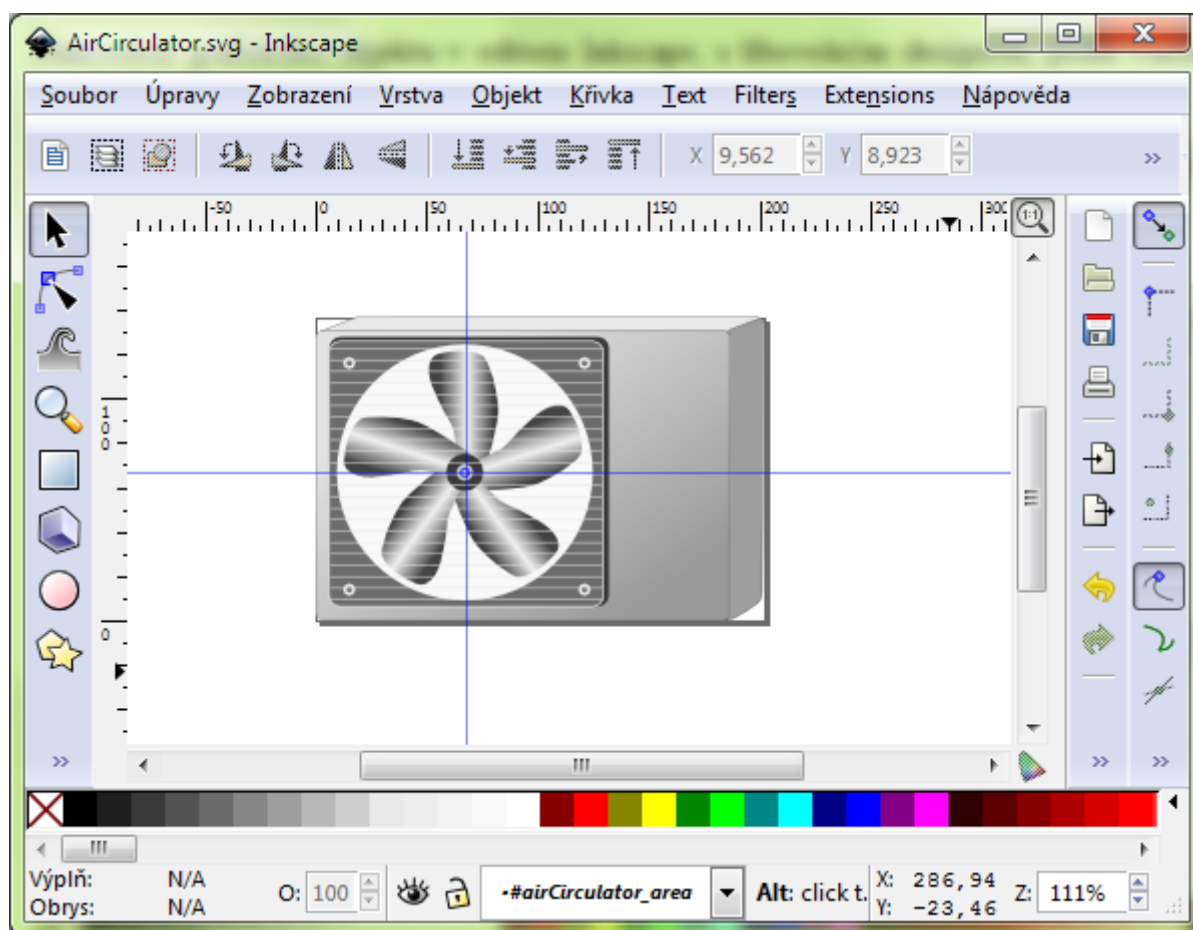 AirCirculator.svg - Inkscape
Soubor Úpravy Zobrazení Vrstva Objekt Křivka Text Filters Extensions Nápověda
X 9,562 Y 8,923
-50 0 50 100 150 200 250 300
1:1
100
0
Výplň: N/A
Obrys: N/A
O: 100
•#airCirculator_area
Alt: click t.
X: 286,94
Y: -23,46
Z: 111%